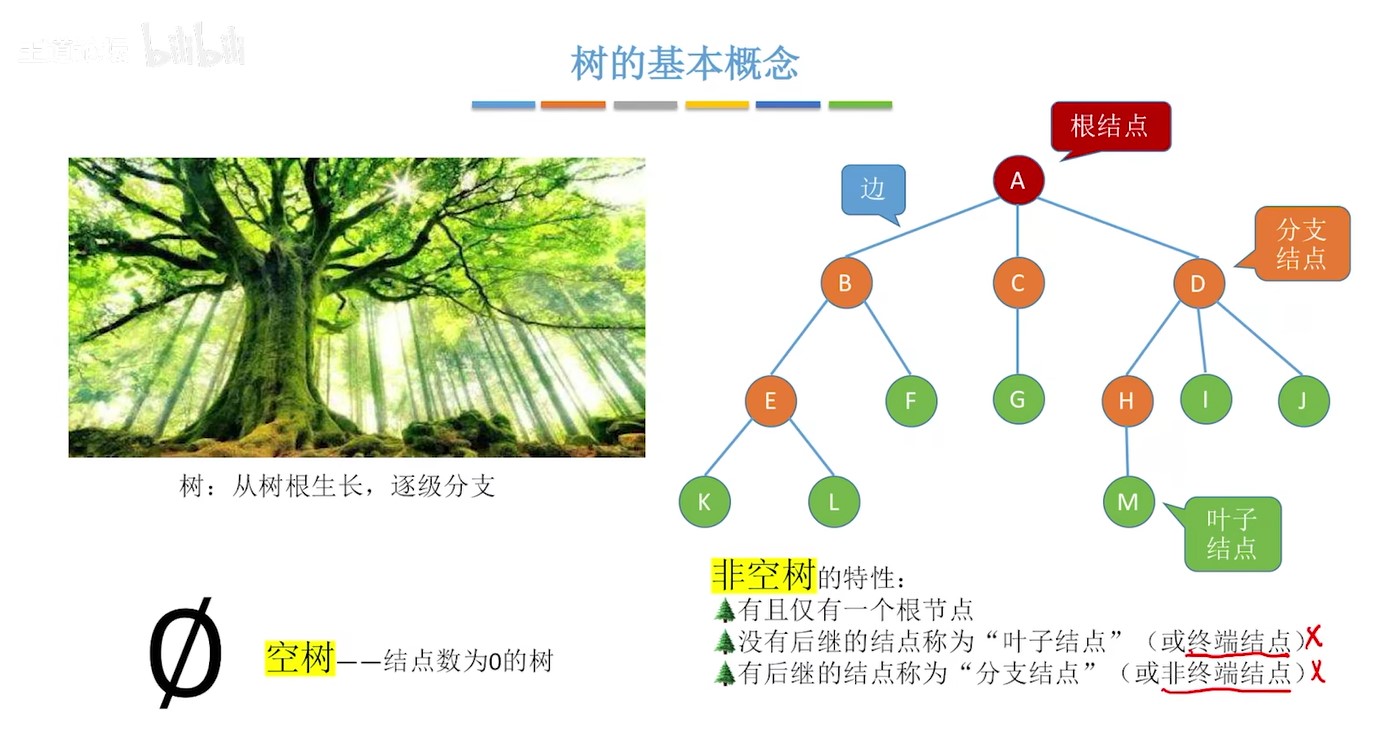 bilibili
树的基本概念
根结点
边
A
分支
结点
B
C
D
E
F
G
H
I
J
K
L
M
叶子
结点
树：从树根生长，逐级分支
∅
空树——结点数为0的树
非空树的特性：
🌲有且仅有一个根节点
🌲没有后继的结点称为“叶子结点”（或终端结点）
🌲有后继的结点称为“分支结点”（或非终端结点）